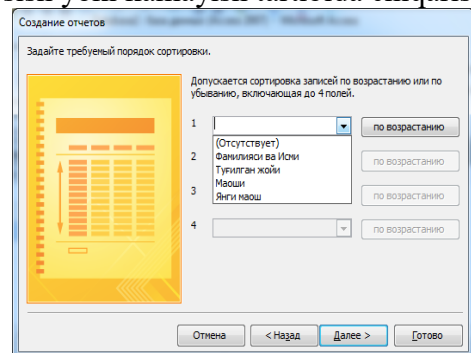 Создание отчетов
Задайте требуемый порядок сортировки.
Допускается сортировка записей по возрастанию или по
убыванию, включающая до 4 полей.
1 по возрастанию
(Отсутствует)
2 Фамилияси ва Исми по возрастанию
Туғилган жойи
Маоши
3 Янги маош по возрастанию
4 по возрастанию
Отмена < Назад Далее > Готово